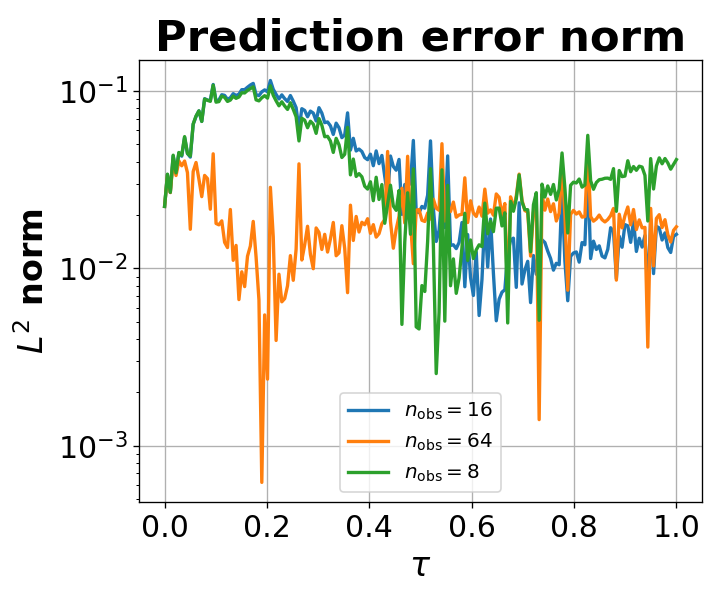 Prediction error norm
10⁻¹
10⁻²
10⁻³
L² norm
n_obs = 16
n_obs = 64
n_obs = 8
0.0 0.2 0.4 0.6 0.8 1.0
τ